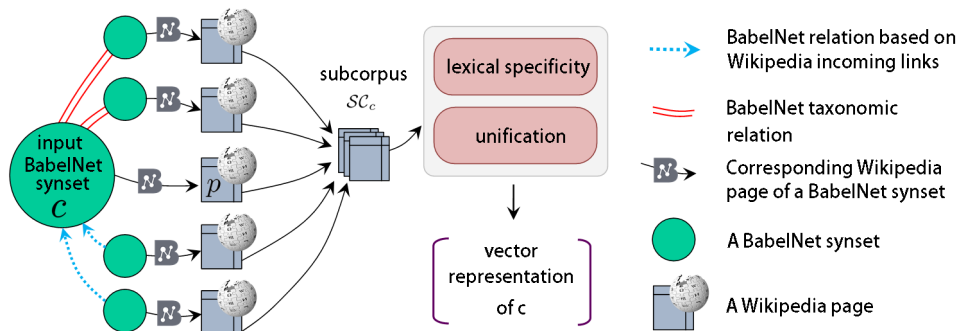 input
BabelNet
synset
c
p
subcorpus
SC_c
lexical specificity
unification
vector
representation
of c
BabelNet relation based on
Wikipedia incoming links
BabelNet taxonomic
relation
Corresponding Wikipedia
page of a BabelNet synset
A BabelNet synset
A Wikipedia page